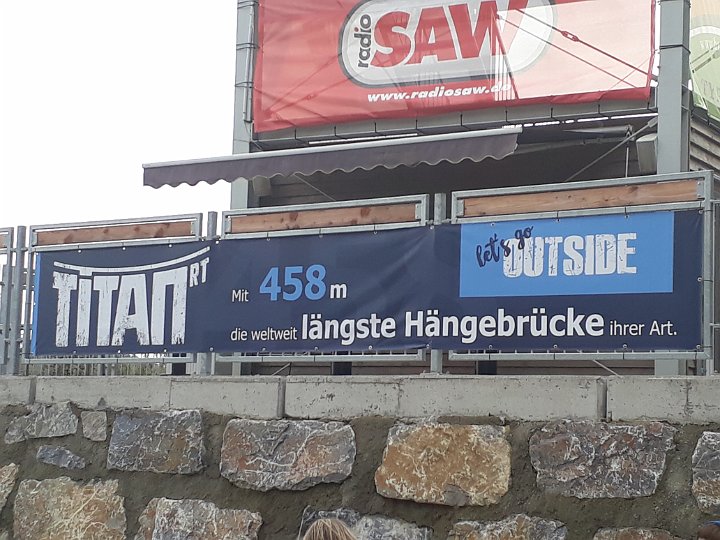 radio
SAW
www.radiosaw.de
let's go
OUTSIDE
TITAN RT
Mit 458 m
die weltweit längste Hängebrücke ihrer Art.